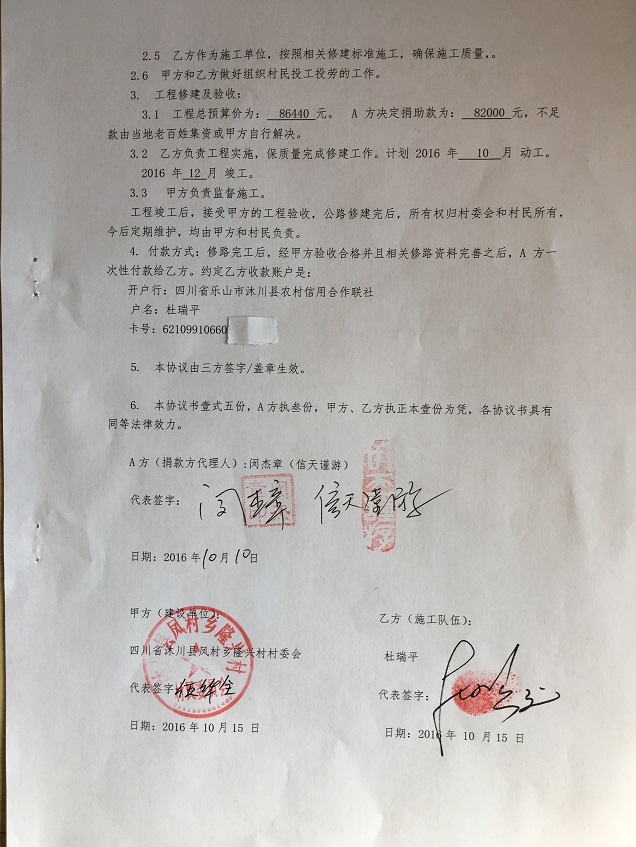 2.5 乙方作为施工单位，按照相关修建标准施工，确保施工质量，。
2.6 甲方和乙方做好组织村民投工投劳的工作。
3. 工程修建及验收：
3.1 工程总预算价为： 86440 元。 A 方决定捐助款为： 82000 元，不足
款由当地老百姓集资或甲方自行解决。
3.2 乙方负责工程实施，保质量完成修建工作。计划 2016 年 10 月 动工。
2016 年 12 月 竣工。
3.3 甲方负责监督施工。
工程竣工后，接受甲方的工程验收，公路修建完后，所有权归村委会和村民所有，
今后定期维护，均由甲方和村民负责。
4. 付款方式：修路完工后，经甲方验收合格并且相关修路资料完善之后，A 方一
次性付款给乙方。约定乙方收款账户是：
开户行：四川省乐山市沐川县农村信用合作联社
户名：杜瑞平
卡号：62109910660
5. 本协议由三方签字/盖章生效。
6. 本协议书壹式五份，A方执叁份，甲方、乙方执正本壹份为凭，各协议书具有
同等法律效力。
A方（捐款方代理人）:闵杰章（信天谨游）
代表签字： 闵杰章 信天谨游
日期：2016 年 10 月 10 日
甲方（建设单位）：
四川省沐川县凤村乡隆兴村村委会
代表签字：
日期：2016 年 10 月 15 日
乙方（施工队伍）：
杜瑞平
代表签字：
日期：2016 年 10 月 15 日
凤村乡隆兴村